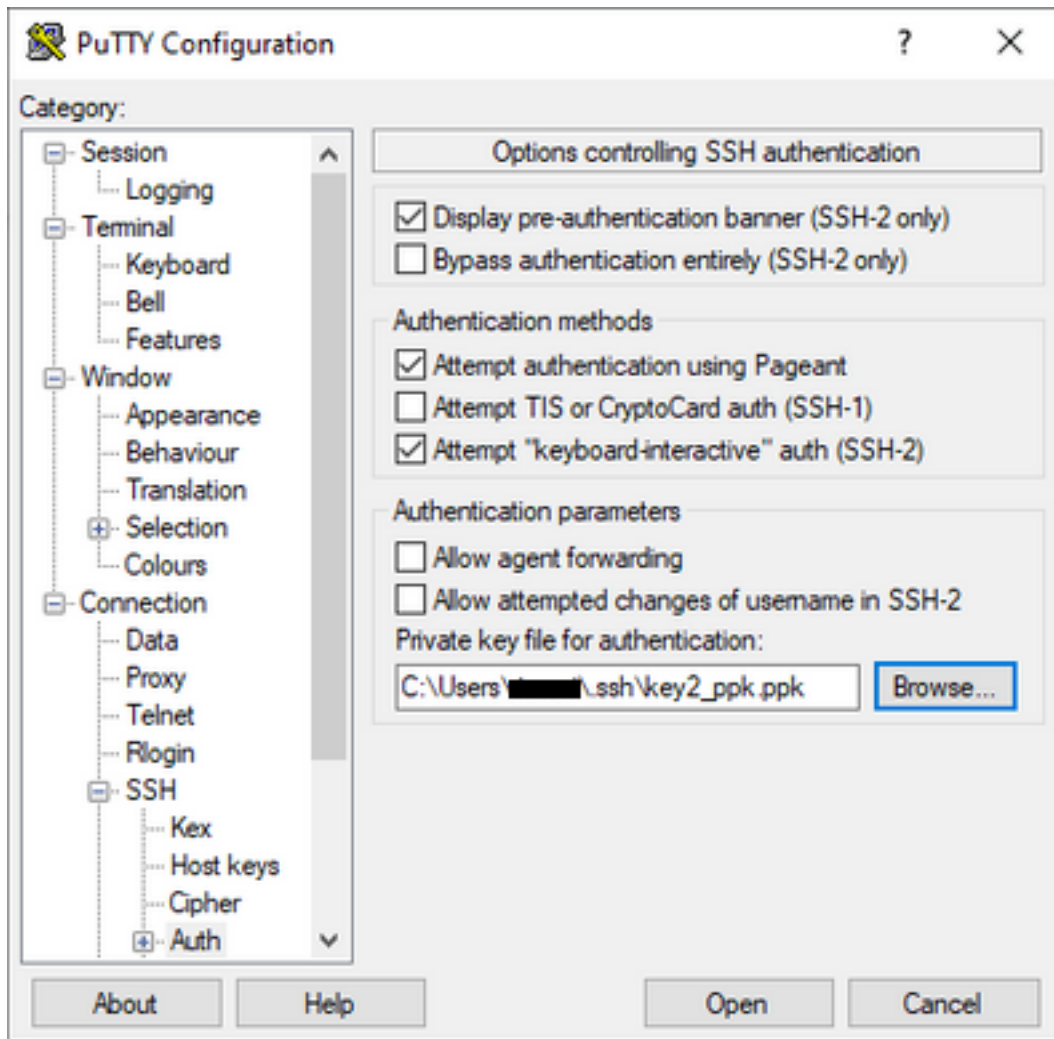 PuTTY Configuration
?
Category:
Session
Logging
Terminal
Keyboard
Bell
Features
Window
Appearance
Behaviour
Translation
Selection
Colours
Connection
Data
Proxy
Telnet
Rlogin
SSH
Kex
Host keys
Cipher
Auth
Options controlling SSH authentication
Display pre-authentication banner (SSH-2 only)
Bypass authentication entirely (SSH-2 only)
Authentication methods
Attempt authentication using Pageant
Attempt TIS or CryptoCard auth (SSH-1)
Attempt "keyboard-interactive" auth (SSH-2)
Authentication parameters
Allow agent forwarding
Allow attempted changes of username in SSH-2
Private key file for authentication:
C:\Users\ \.ssh\key2_ppk.ppk
Browse...
About
Help
Open
Cancel